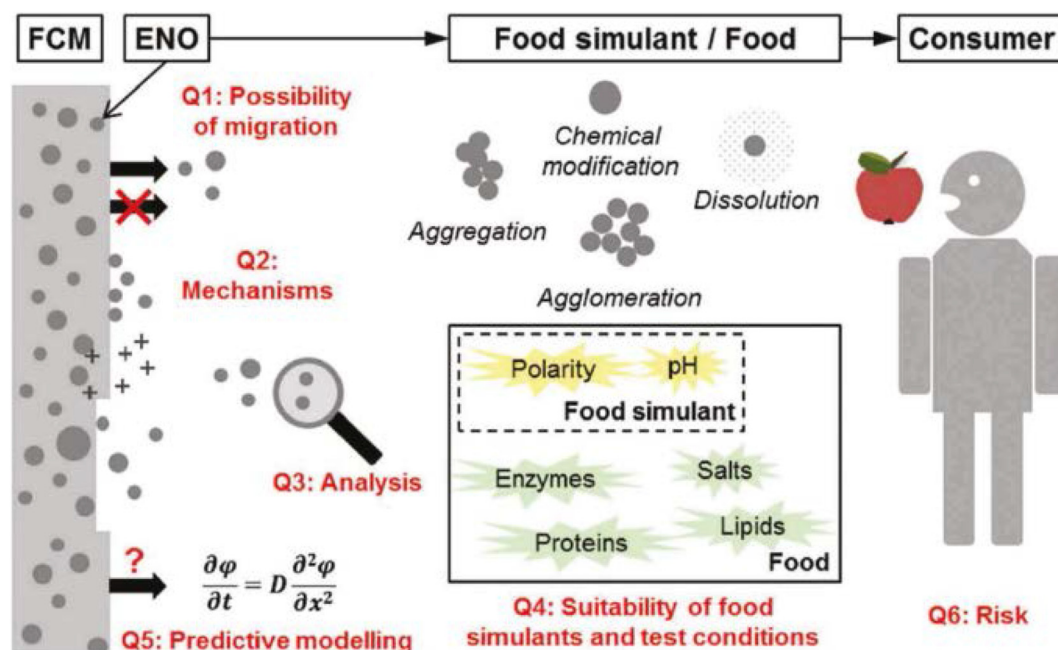 FCM
ENO
Food simulant / Food
Consumer
Q1: Possibility
of migration
Chemical
modification
Dissolution
Aggregation
Q2:
Mechanisms
Agglomeration
Polarity
pH
Food simulant
Q3: Analysis
Enzymes
Salts
Proteins
Lipids
Food
?
∂φ/∂t = D ∂²φ/∂x²
Q5: Predictive modelling
Q4: Suitability of food
simulants and test conditions
Q6: Risk